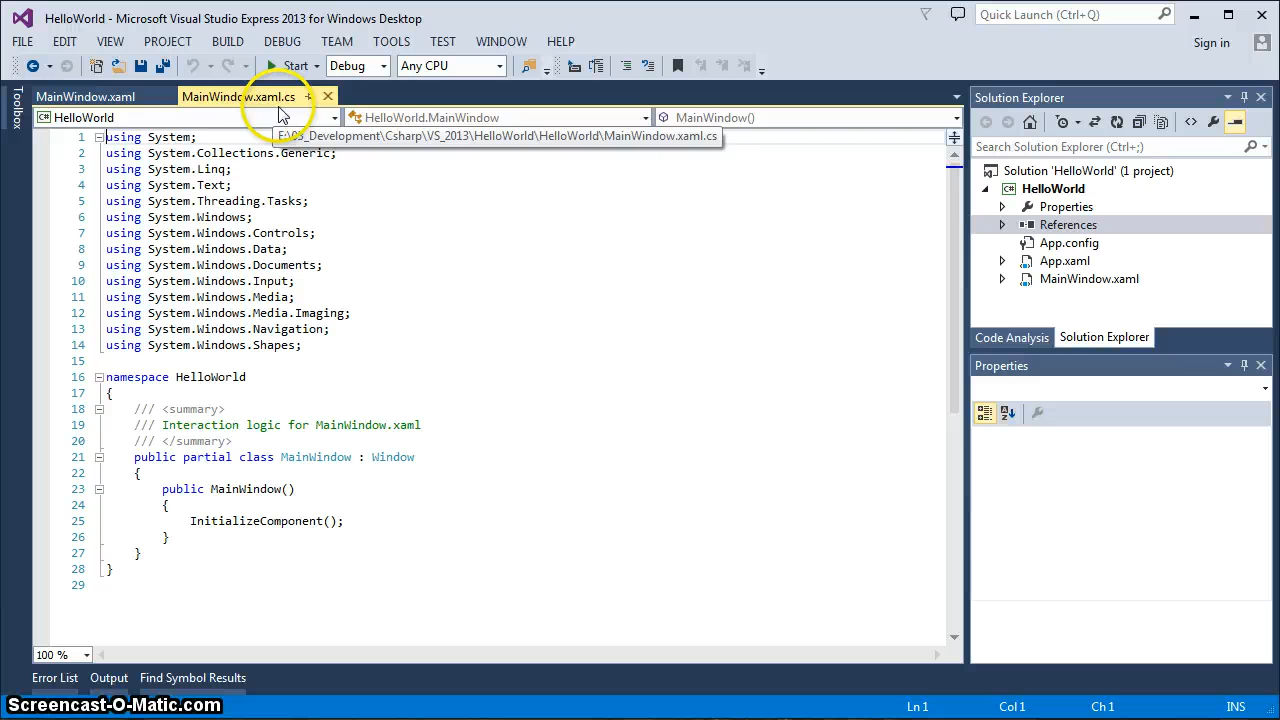 HelloWorld - Microsoft Visual Studio Express 2013 for Windows Desktop
Quick Launch (Ctrl+Q)
FILE EDIT VIEW PROJECT BUILD DEBUG TEAM TOOLS TEST WINDOW HELP
Sign in
Start Debug Any CPU
Toolbox
MainWindow.xaml MainWindow.xaml.cs
HelloWorld HelloWorld.MainWindow MainWindow()
F:\03_Development\Csharp\VS_2013\HelloWorld\HelloWorld\MainWindow.xaml.cs
1 using System;
2 using System.Collections.Generic;
3 using System.Linq;
4 using System.Text;
5 using System.Threading.Tasks;
6 using System.Windows;
7 using System.Windows.Controls;
8 using System.Windows.Data;
9 using System.Windows.Documents;
10 using System.Windows.Input;
11 using System.Windows.Media;
12 using System.Windows.Media.Imaging;
13 using System.Windows.Navigation;
14 using System.Windows.Shapes;
15
16 namespace HelloWorld
17 {
18 /// <summary>
19 /// Interaction logic for MainWindow.xaml
20 /// </summary>
21 public partial class MainWindow : Window
22 {
23 public MainWindow()
24 {
25 InitializeComponent();
26 }
27 }
28 }
29
100 %
Solution Explorer
Search Solution Explorer (Ctrl+;)
Solution 'HelloWorld' (1 project)
C# HelloWorld
Properties
References
App.config
App.xaml
MainWindow.xaml
Code Analysis Solution Explorer
Properties
Error List Output Find Symbol Results
Screencast-O-Matic.com
Ln 1 Col 1 Ch 1 INS